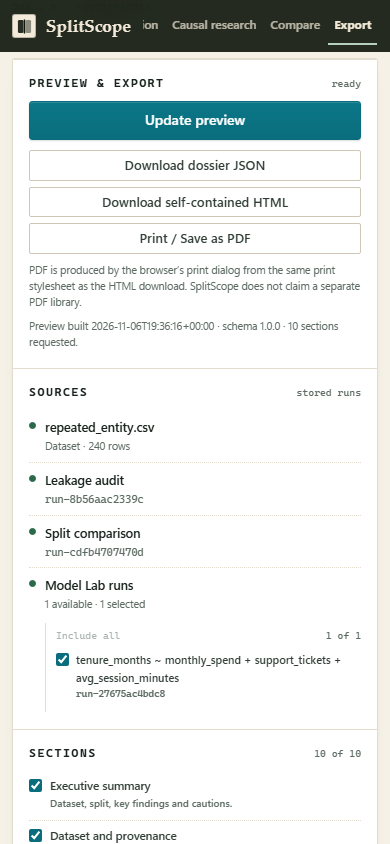 SplitScope ion Causal research Compare Export
PREVIEW & EXPORT ready
Update preview
Download dossier JSON
Download self-contained HTML
Print / Save as PDF
PDF is produced by the browser's print dialog from the same print
stylesheet as the HTML download. SplitScope does not claim a separate
PDF library.
Preview built 2026-11-06T19:36:16+00:00 · schema 1.0.0 · 10 sections
requested.
SOURCES stored runs
repeated_entity.csv
Dataset · 240 rows
Leakage audit
run-8b56aac2339c
Split comparison
run-cdfb4707470d
Model Lab runs
1 available · 1 selected
Include all 1 of 1
tenure_months ~ monthly_spend + support_tickets +
avg_session_minutes
run-27675ac4bdc8
SECTIONS 10 of 10
Executive summary
Dataset, split, key findings and cautions.
Dataset and provenance